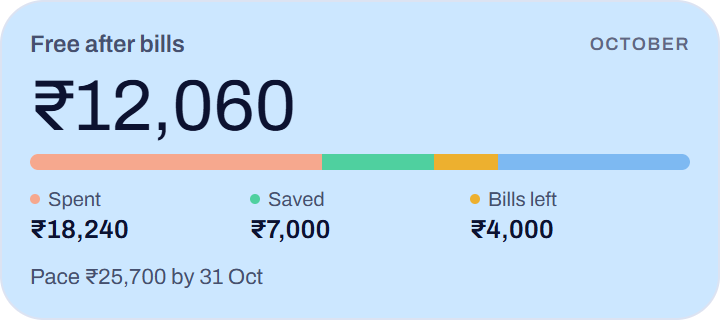 Free after bills
OCTOBER
₹12,060
Spent
Saved
Bills left
₹18,240
₹7,000
₹4,000
Pace ₹25,700 by 31 Oct